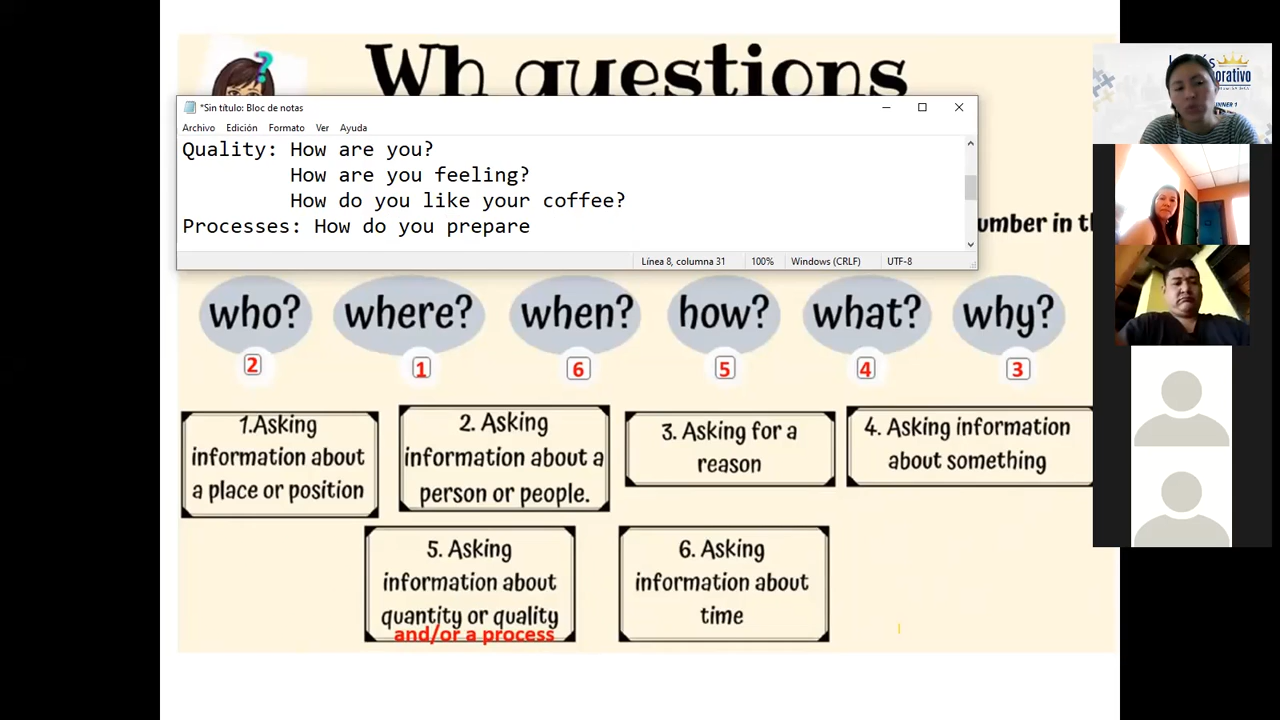 Wh questions
*Sin título: Bloc de notas
Archivo Edición Formato Ver Ayuda
Quality: How are you?
How are you feeling?
How do you like your coffee?
Processes: How do you prepare
Línea 8, columna 31 100% Windows (CRLF) UTF-8
umber in th
who? where? when? how? what? why?
2 1 6 5 4 3
1.Asking
information about
a place or position
2. Asking
information about a
person or people.
3. Asking for a
reason
4. Asking information
about something
5. Asking
information about
quantity or quality
and/or a process
6. Asking
information about
time
?
orativo